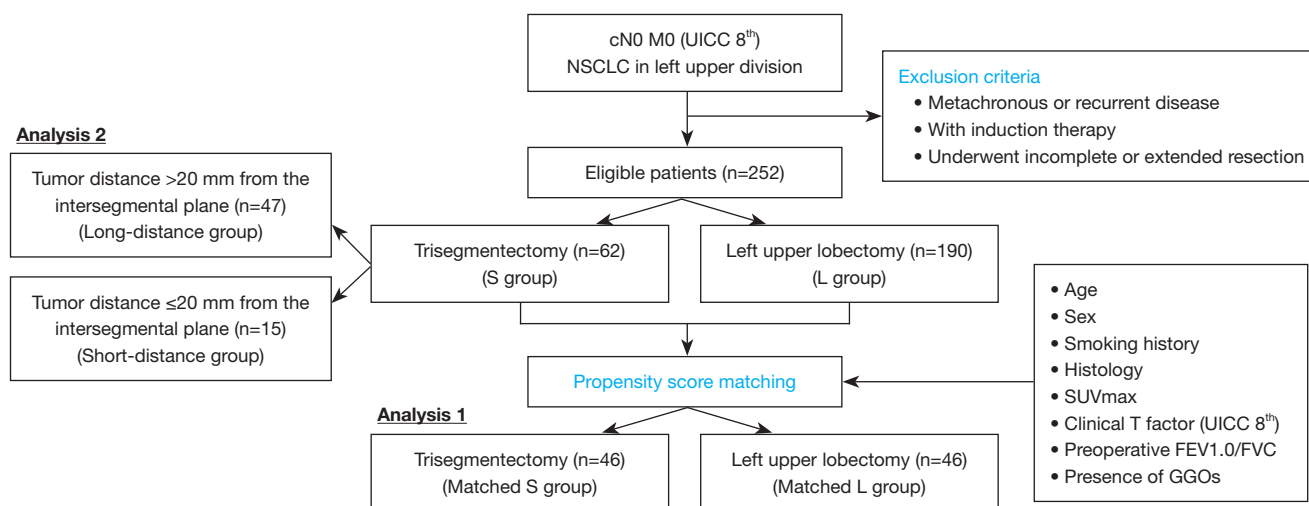 cN0 M0 (UICC 8th)
NSCLC in left upper division
Exclusion criteria
• Metachronous or recurrent disease
• With induction therapy
• Underwent incomplete or extended resection
Eligible patients (n=252)
Analysis 2
Tumor distance >20 mm from the
intersegmental plane (n=47)
(Long-distance group)
Tumor distance ≤20 mm from the
intersegmental plane (n=15)
(Short-distance group)
Trisegmentectomy (n=62)
(S group)
Left upper lobectomy (n=190)
(L group)
• Age
• Sex
• Smoking history
• Histology
• SUVmax
• Clinical T factor (UICC 8th)
• Preoperative FEV1.0/FVC
• Presence of GGOs
Propensity score matching
Analysis 1
Trisegmentectomy (n=46)
(Matched S group)
Left upper lobectomy (n=46)
(Matched L group)